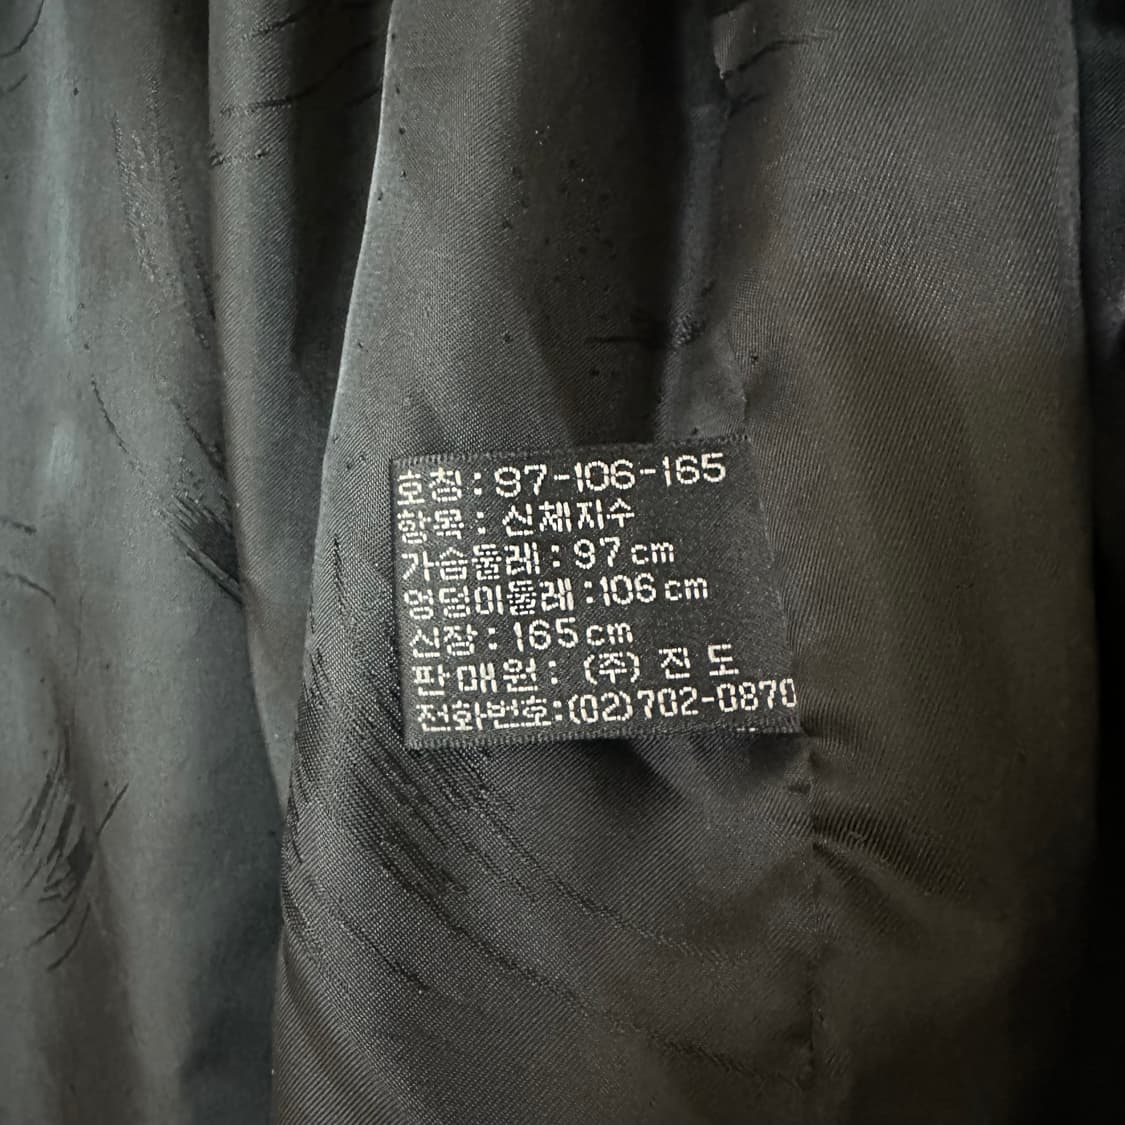 호칭:97-106-165
항목: 신체지수
가슴둘레:97cm
엉덩이둘레:106cm
신장:165cm
판매원: (주) 진도
전화번호:(02)702-0870